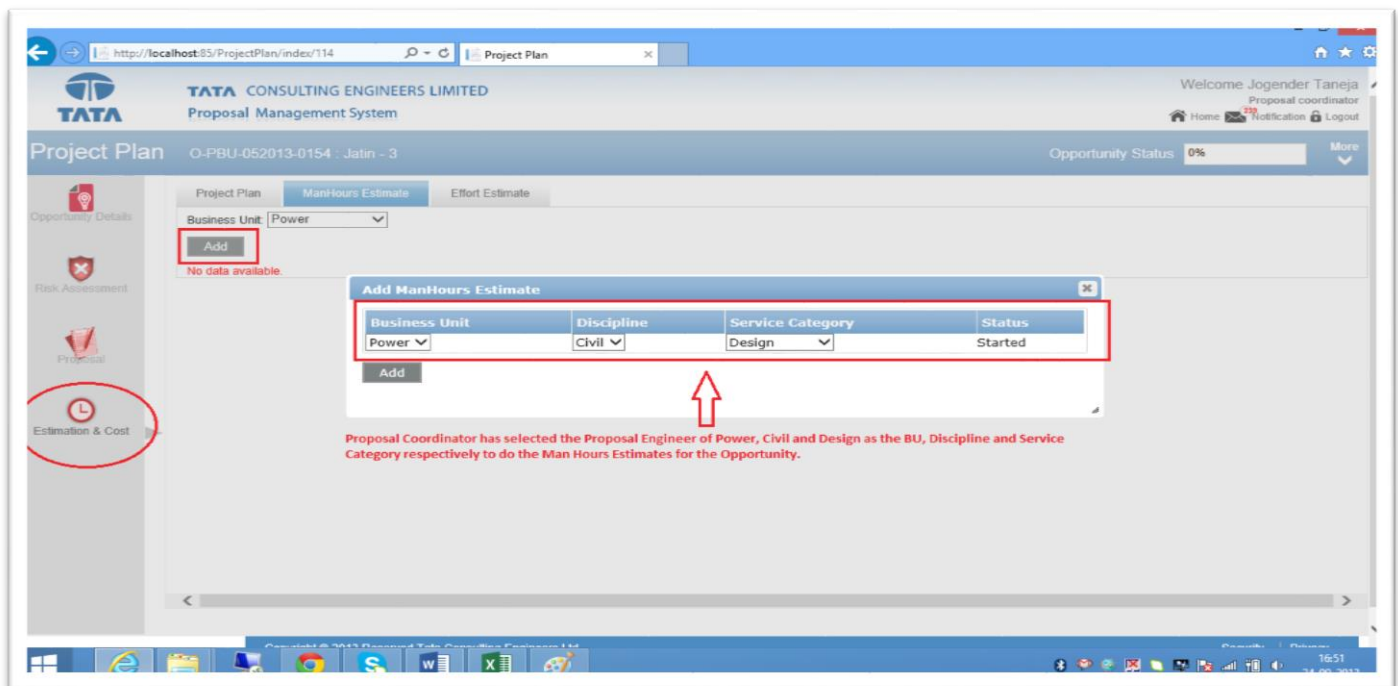 http://localhost:85/ProjectPlan/index/114
Project Plan
TATA
TATA CONSULTING ENGINEERS LIMITED
Proposal Management System
Welcome Jogender Taneja
Proposal coordinator
Home
Notification
Logout
Project Plan
O-PBU-052013-0154 : Jatin - 3
Opportunity Status 0%
More
Opportunity Details
Risk Assessment
Proposal
Estimation & Cost
Project Plan ManHours Estimate Effort Estimate
Business Unit: Power
Add
No data available.
Add ManHours Estimate
Business Unit Discipline Service Category Status
Power Civil Design Started
Add
Proposal Coordinator has selected the Proposal Engineer of Power, Civil and Design as the BU, Discipline and Service
Category respectively to do the Man Hours Estimates for the Opportunity.
16:51